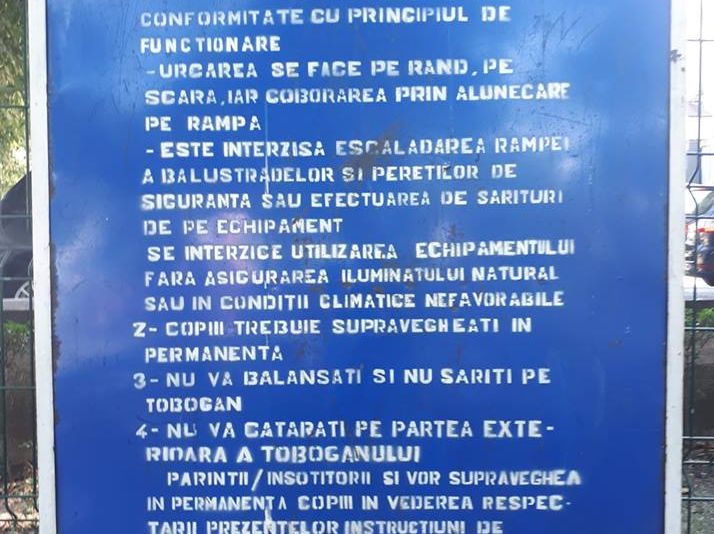 CONFORMITATE CU PRINCIPIUL DE
FUNCTIONARE
-URCAREA SE FACE PE RAND, PE
SCARA, IAR COBORAREA PRIN ALUNECARE
PE RAMPA
-ESTE INTERZISA ESCALADAREA RAMPEI
A BALUSTRADELOR SI PERETILOR DE
SIGURANTA SAU EFECTUAREA DE SARITURI
DE PE ECHIPAMENT
SE INTERZICE UTILIZAREA ECHIPAMENTULUI
FARA ASIGURAREA ILUMINATULUI NATURAL
SAU IN CONDITII CLIMATICE NEFAVORABILE
2- COPIII TREBUIE SUPRAVEGHEATI IN
PERMANENTA
3- NU VA BALANSATI SI NU SARITI PE
TOBOGAN
4- NU VA CATARATI PE PARTEA EXTE-
RIOARA A TOBOGANULUI
PARINTII/INSOTITORII SI VOR SUPRAVEGHEA
IN PERMANENTA COPIII IN VEDEREA RESPEC-
TARII PREZENTELOR INSTRUCTIUNI DE